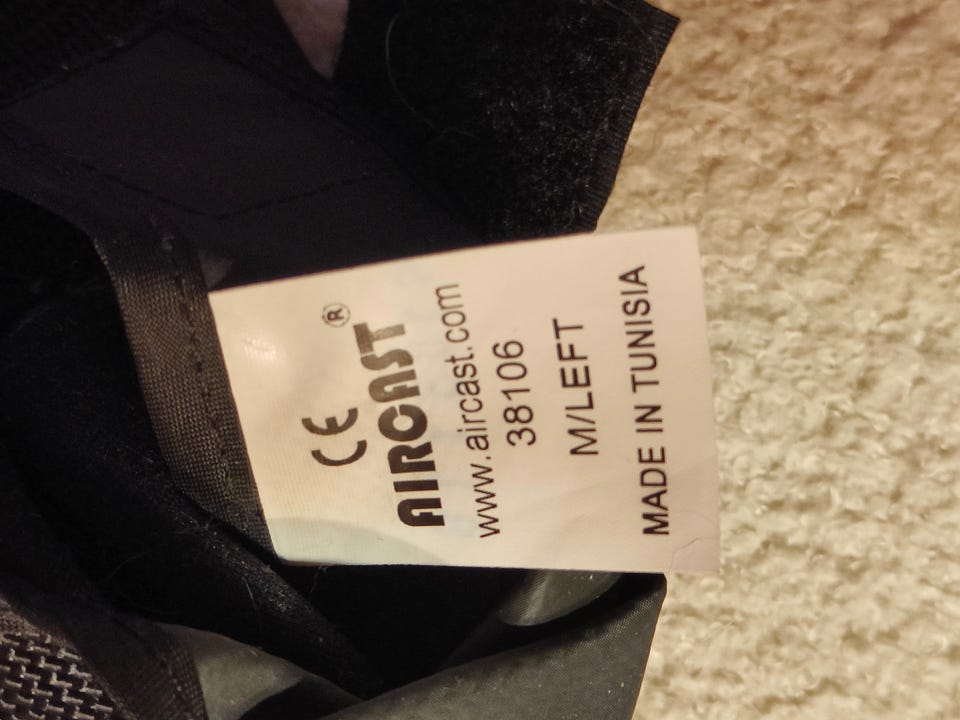 CE
AIRCAST®
www.aircast.com
38106
M/LEFT
MADE IN TUNISIA